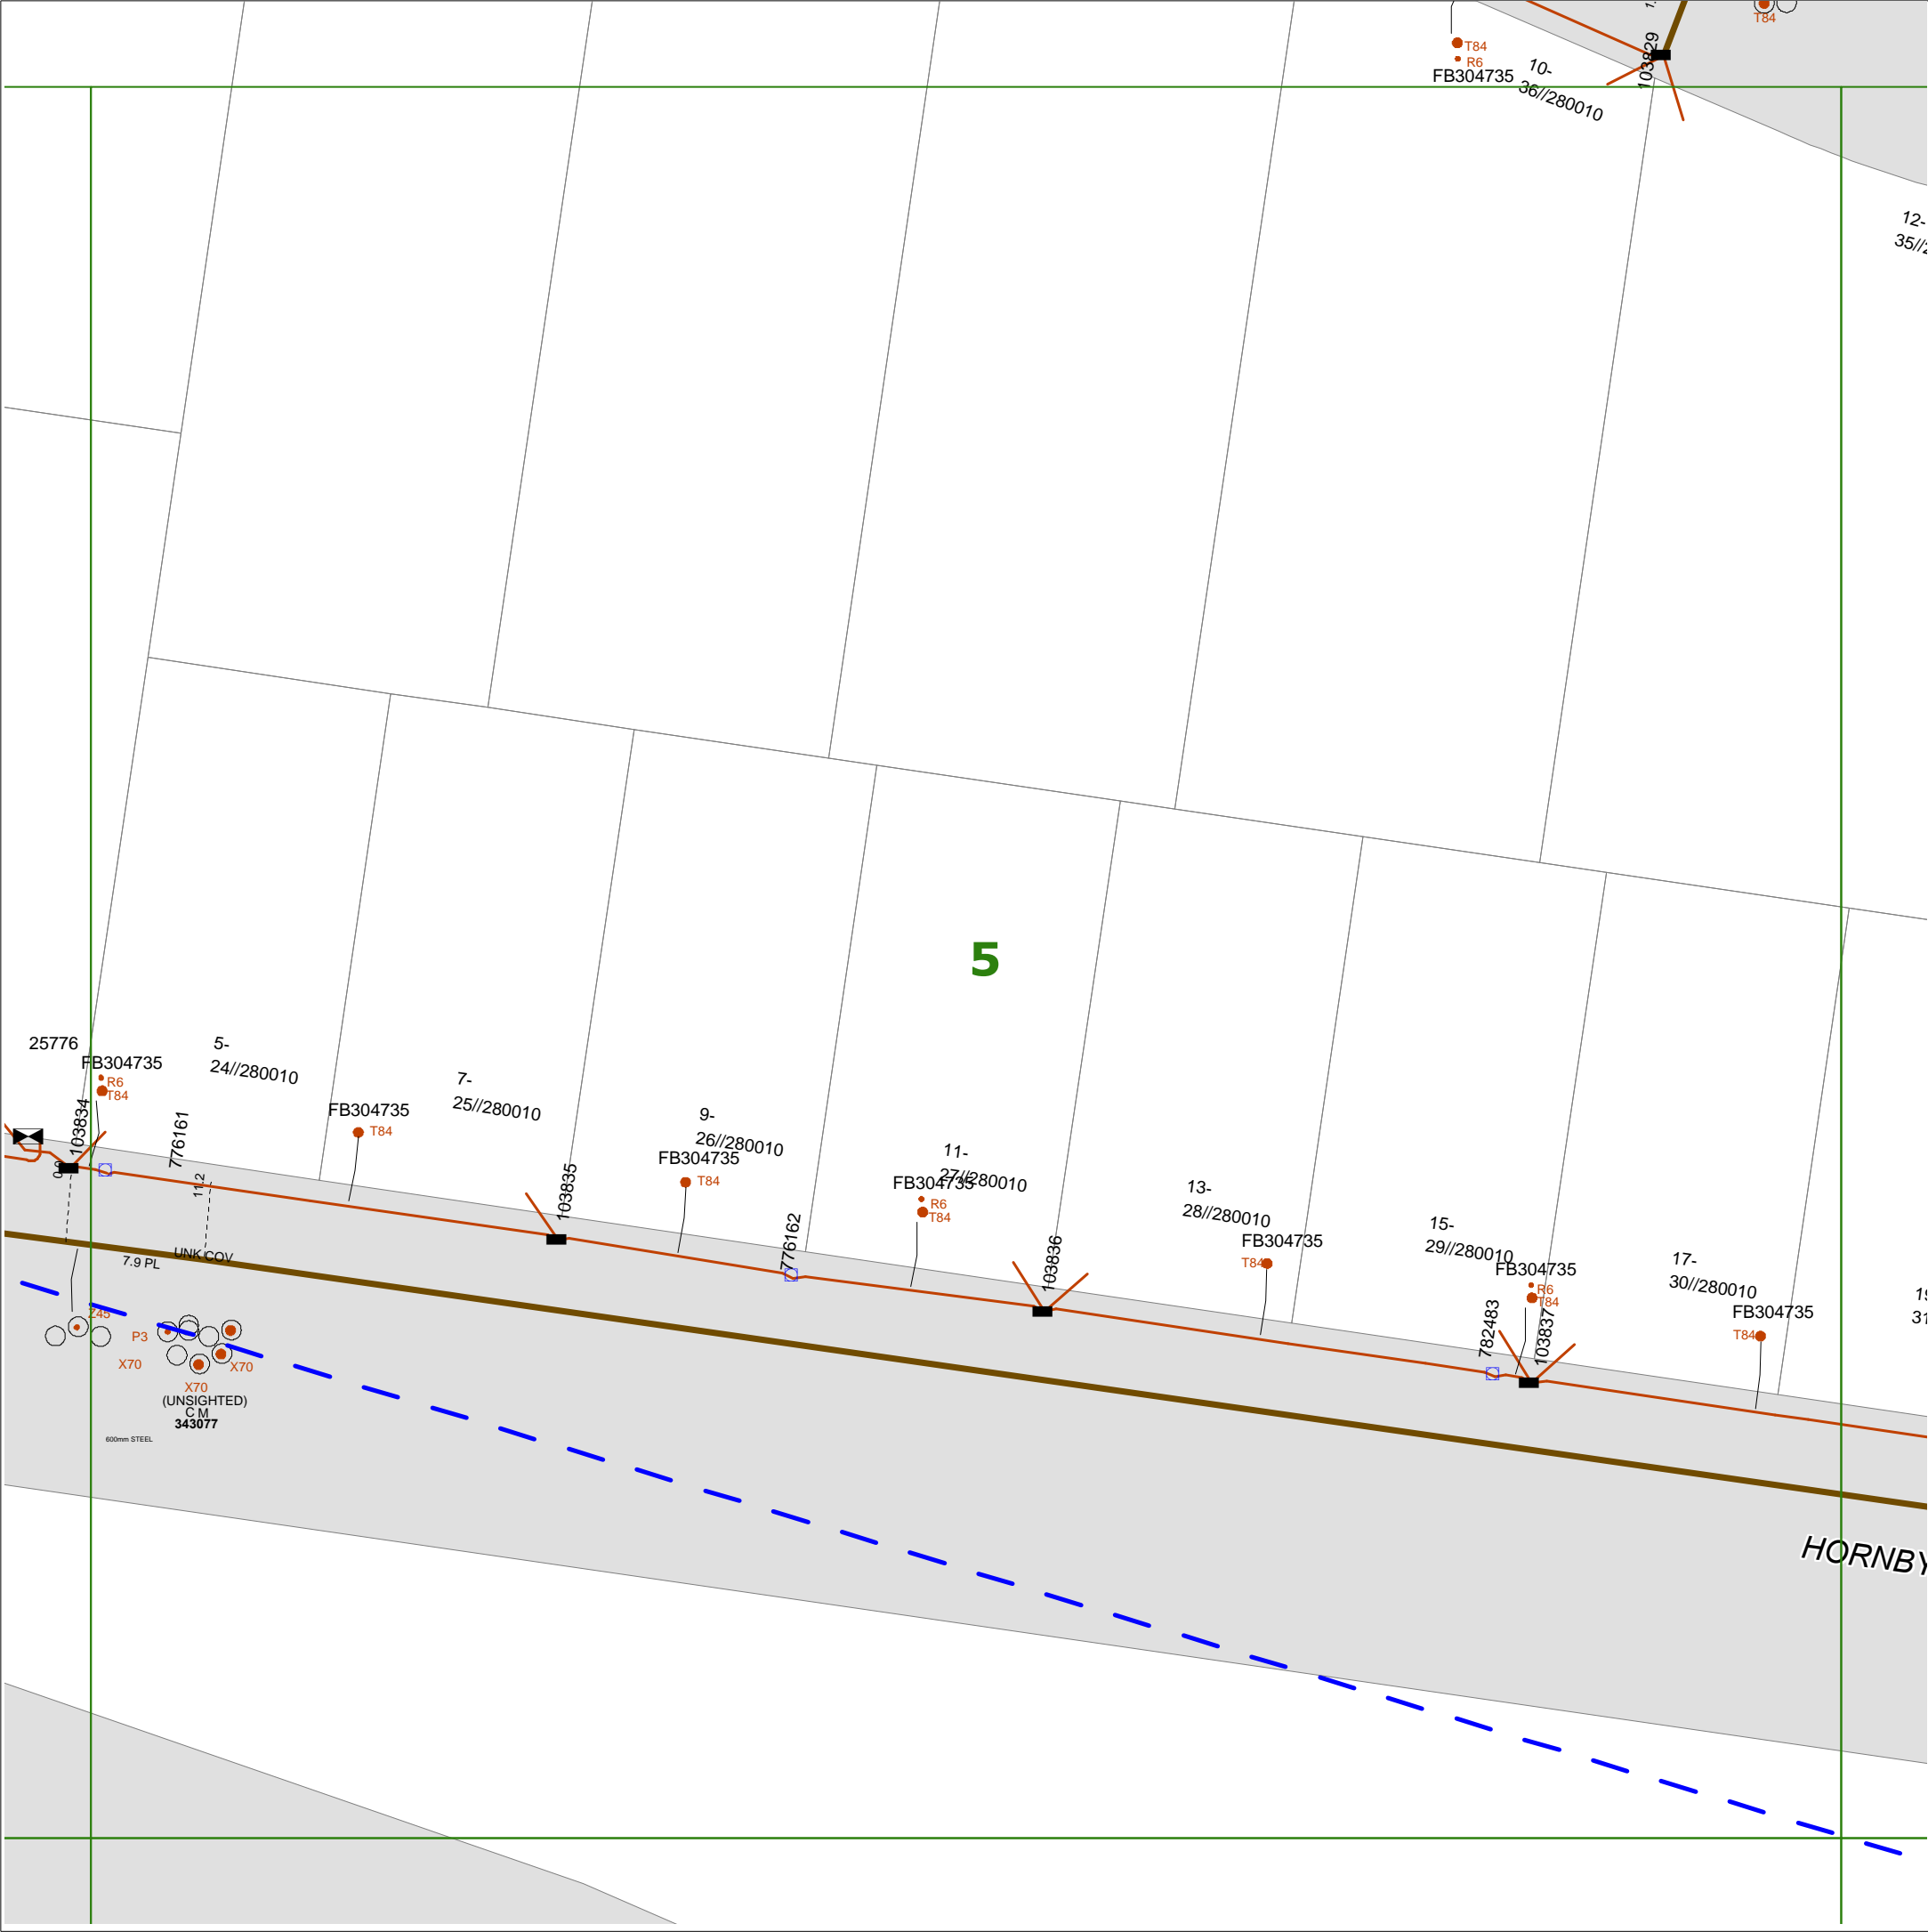 T84
T84
R6
FB304735
10-
36//280010
103829
12-
5
25776
FB304735
R6
T84
103834
776161
5-
24//280010
FB304735
T84
7-
25//280010
9-
26//280010
FB304735
T84
103835
776162
11-
27//280010
FB304735
R6
T84
103836
13-
28//280010
FB304735
T84
15-
29//280010
FB304735
R6
T84
782483
103837
17-
30//280010
FB304735
T84
11.2
UNK COV
7.9 PL
Z45
P3
X70
X70
X70
(UNSIGHTED)
C M
343077
600mm STEEL
HORNBY